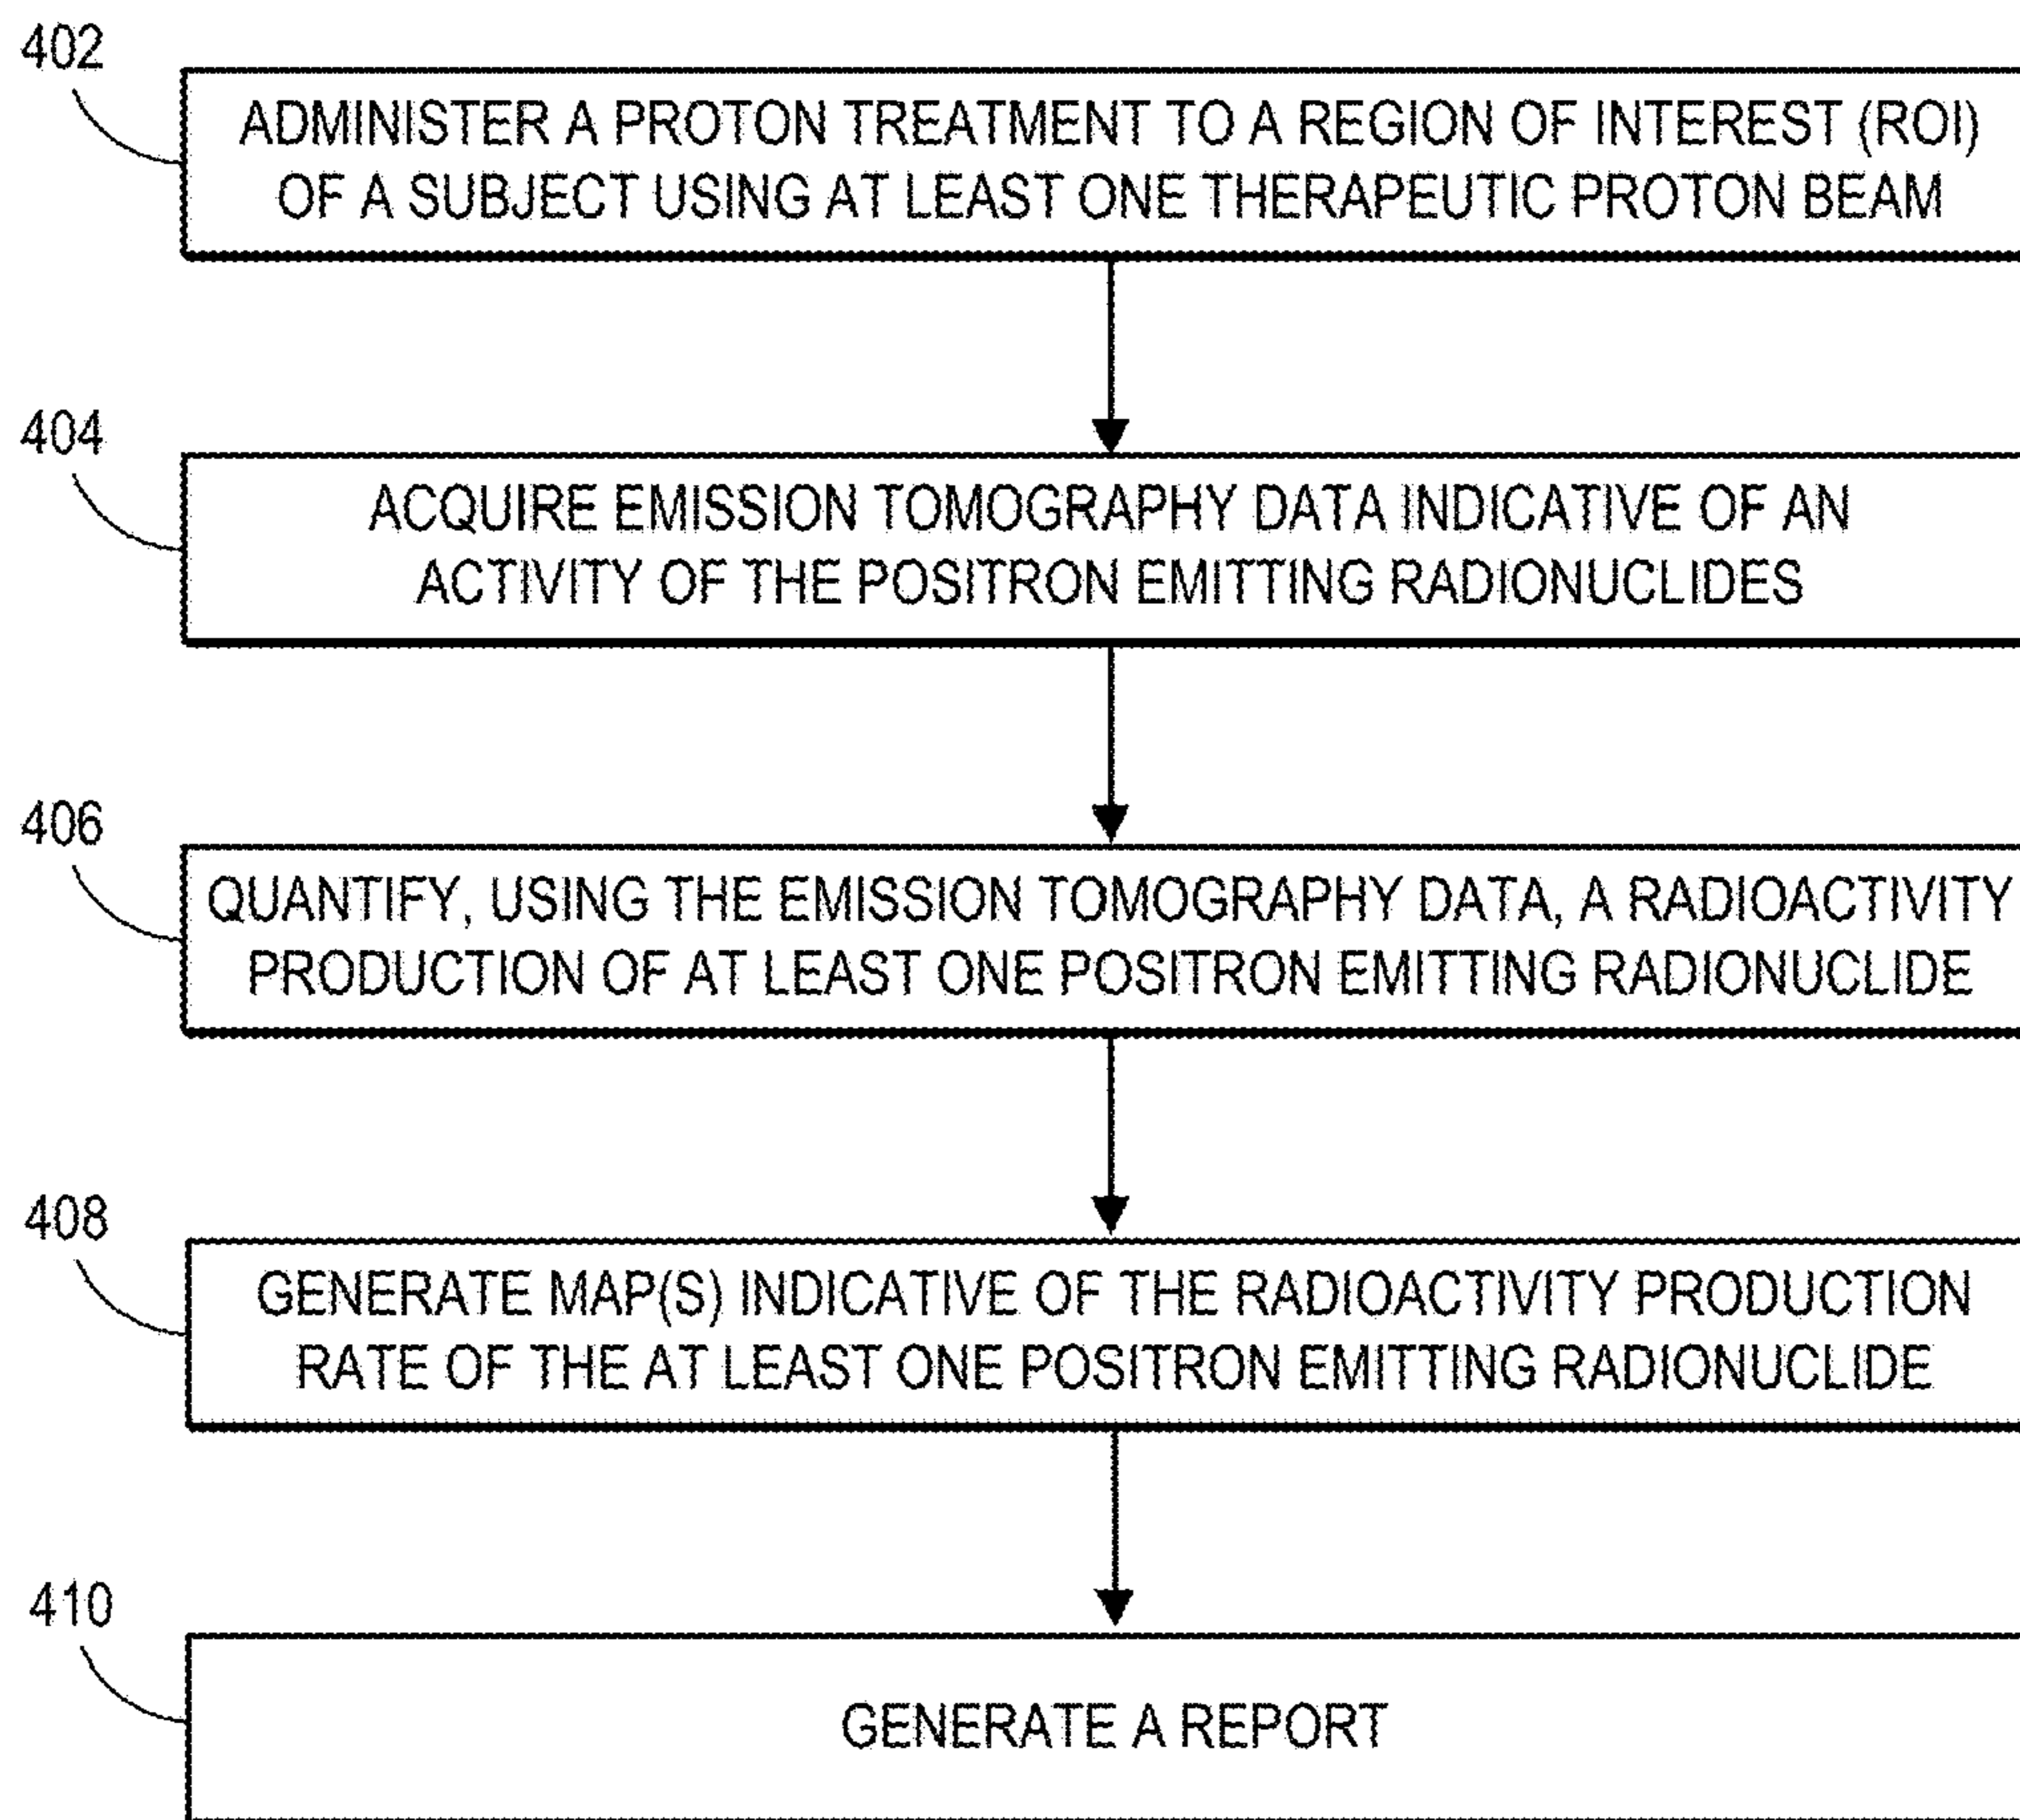 402
ADMINISTER A PROTON TREATMENT TO A REGION OF INTEREST (ROI)
OF A SUBJECT USING AT LEAST ONE THERAPEUTIC PROTON BEAM
404
ACQUIRE EMISSION TOMOGRAPHY DATA INDICATIVE OF AN
ACTIVITY OF THE POSITRON EMITTING RADIONUCLIDES
406
QUANTIFY, USING THE EMISSION TOMOGRAPHY DATA, A RADIOACTIVITY
PRODUCTION OF AT LEAST ONE POSITRON EMITTING RADIONUCLIDE
408
GENERATE MAP(S) INDICATIVE OF THE RADIOACTIVITY PRODUCTION
RATE OF THE AT LEAST ONE POSITRON EMITTING RADIONUCLIDE
410
GENERATE A REPORT